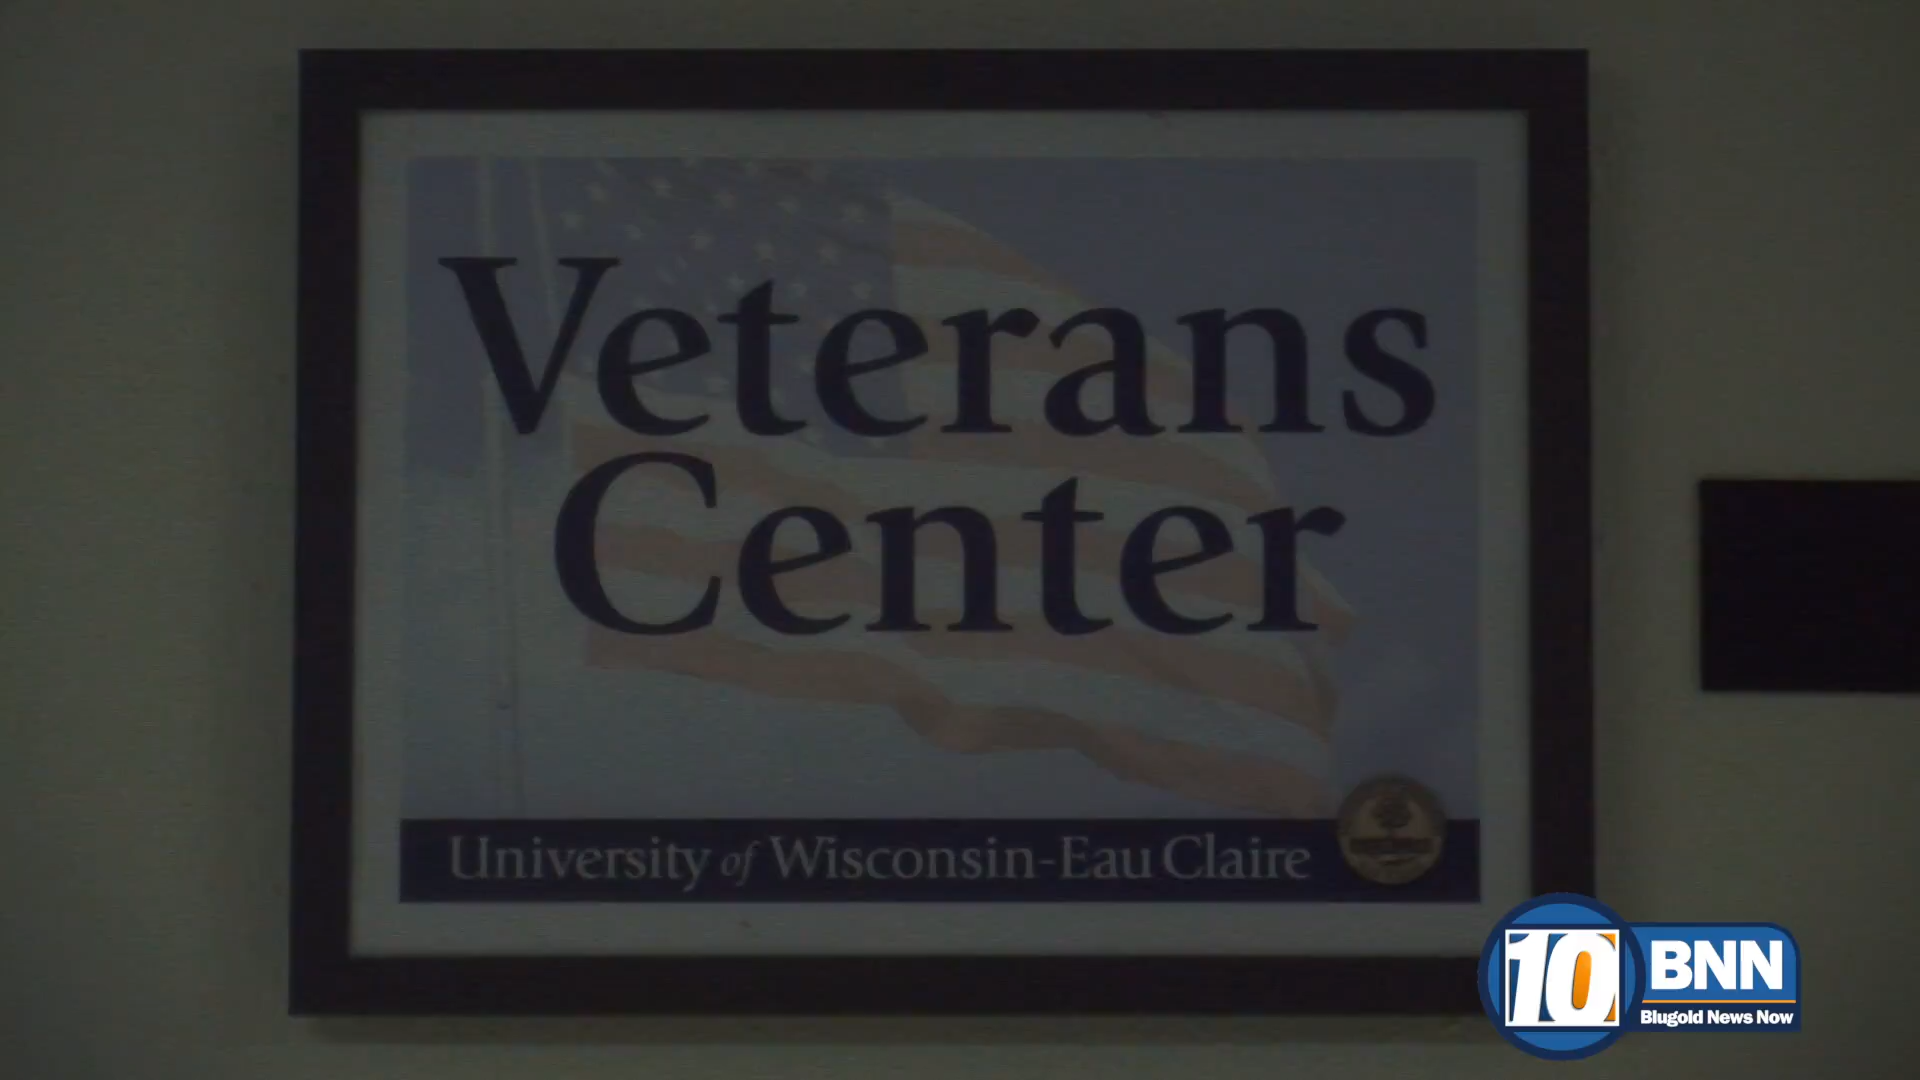 Veterans
Center
University of Wisconsin-Eau Claire
10
BNN
Blugold News Now